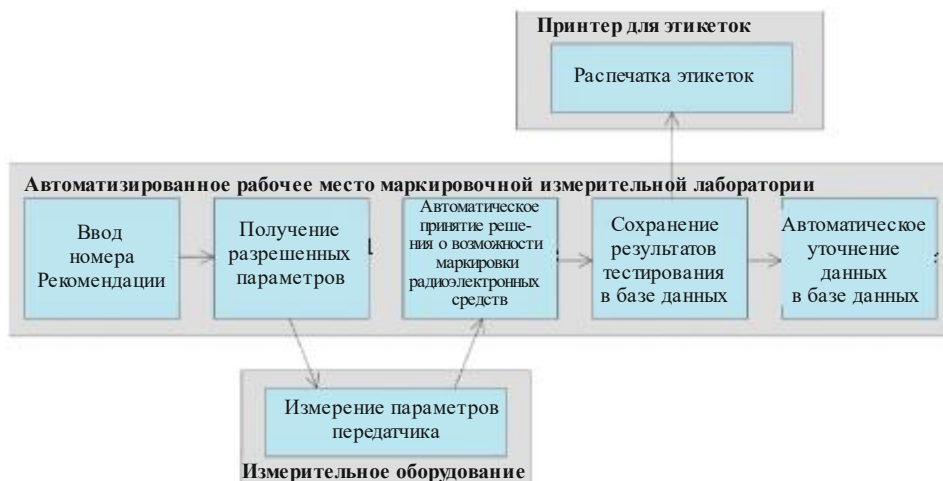 Принтер для этикеток
Распечатка этикеток
Автоматизированное рабочее место маркировочной измерительной лаборатории
Ввод
номера
Рекомендации
Получение
разрешенных
параметров
Автоматическое
принятие реше-
ния о возможности
маркировки
радиоэлектронных
средств
Сохранение
результатов
тестирования
в базе данных
Автоматическое
уточнение
данных
в базе данных
Измерение параметров
передатчика
Измерительное оборудование